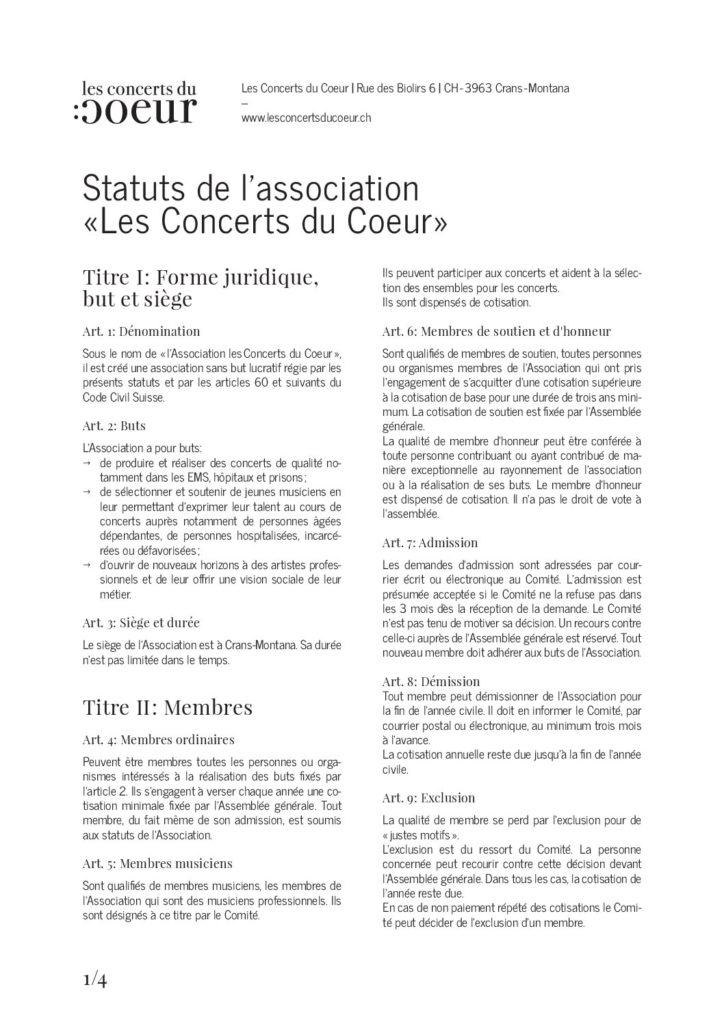 les concerts du
:coeur
Les Concerts du Coeur | Rue des Biolirs 6 | CH-3963 Crans-Montana
–
www.lesconcertsducoeur.ch
Statuts de l’association
«Les Concerts du Coeur»
Titre I: Forme juridique,
but et siège
Art. 1: Dénomination
Sous le nom de « l’Association les Concerts du Coeur »,
il est créé une association sans but lucratif régie par les
présents statuts et par les articles 60 et suivants du
Code Civil Suisse.
Art. 2: Buts
L’Association a pour buts:
→ de produire et réaliser des concerts de qualité no-
tamment dans les EMS, hôpitaux et prisons ;
→ de sélectionner et soutenir de jeunes musiciens en
leur permettant d’exprimer leur talent au cours de
concerts auprès notamment de personnes âgées
dépendantes, de personnes hospitalisées, incarcé-
rées ou défavorisées ;
→ d’ouvrir de nouveaux horizons à des artistes profes-
sionnels et de leur offrir une vision sociale de leur
métier.
Art. 3: Siège et durée
Le siège de l’Association est à Crans-Montana. Sa durée
n’est pas limitée dans le temps.
Titre II: Membres
Art. 4: Membres ordinaires
Peuvent être membres toutes les personnes ou orga-
nismes intéressés à la réalisation des buts fixés par
l’article 2. Ils s’engagent à verser chaque année une co-
tisation minimale fixée par l’Assemblée générale. Tout
membre, du fait même de son admission, est soumis
aux statuts de l’Association.
Art. 5: Membres musiciens
Sont qualifiés de membres musiciens, les membres de
l’Association qui sont des musiciens professionnels. Ils
sont désignés à ce titre par le Comité.
Ils peuvent participer aux concerts et aident à la sélec-
tion des ensembles pour les concerts.
Ils sont dispensés de cotisation.
Art. 6: Membres de soutien et d'honneur
Sont qualifiés de membres de soutien, toutes personnes
ou organismes membres de l’Association qui ont pris
l’engagement de s’acquitter d’une cotisation supérieure
à la cotisation de base pour une durée de trois ans mini-
mum. La cotisation de soutien est fixée par l’Assemblée
générale.
La qualité de membre d’honneur peut être conférée à
toute personne contribuant ou ayant contribué de ma-
nière exceptionnelle au rayonnement de l’association
ou à la réalisation de ses buts. Le membre d’honneur
est dispensé de cotisation. Il n’a pas le droit de vote à
l’assemblée.
Art. 7: Admission
Les demandes d’admission sont adressées par cour-
rier écrit ou électronique au Comité. L’admission est
présumée acceptée si le Comité ne la refuse pas dans
les 3 mois dès la réception de la demande. Le Comité
n’est pas tenu de motiver sa décision. Un recours contre
celle-ci auprès de l’Assemblée générale est réservé. Tout
nouveau membre doit adhérer aux buts de l’Association.
Art. 8: Démission
Tout membre peut démissionner de l’Association pour
la fin de l’année civile. Il doit en informer le Comité, par
courrier postal ou électronique, au minimum trois mois
à l’avance.
La cotisation annuelle reste due jusqu’à la fin de l’année
civile.
Art. 9: Exclusion
La qualité de membre se perd par l’exclusion pour de
« justes motifs ».
L’exclusion est du ressort du Comité. La personne
concernée peut recourir contre cette décision devant
l’Assemblée générale. Dans tous les cas, la cotisation de
l’année reste due.
En cas de non paiement répété des cotisations le Comi-
té peut décider de l’exclusion d’un membre.
1/4